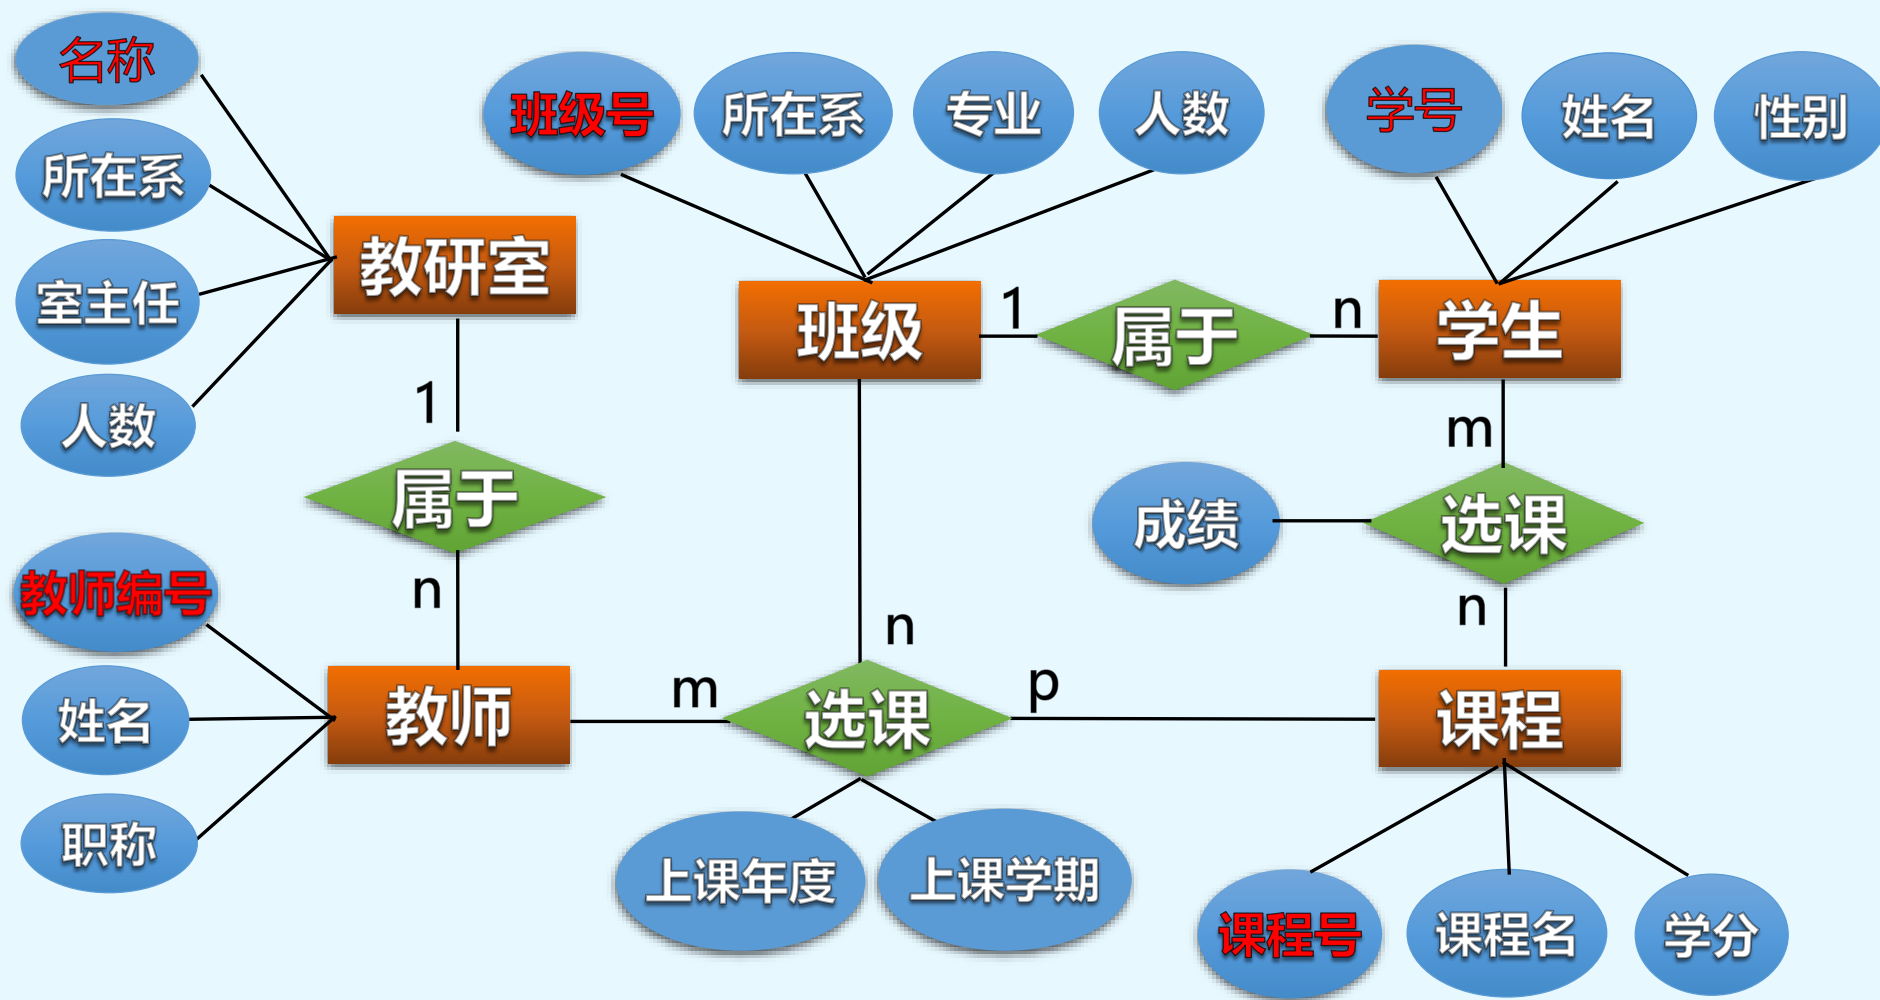 名称
所在系
室主任
人数
教研室
1
属于
n
教师编号
姓名
职称
教师
班级号
所在系
专业
人数
班级
1
属于
n
学号
姓名
性别
学生
m
成绩
选课
n
n
m
选课
p
课程
上课年度
上课学期
课程号
课程名
学分